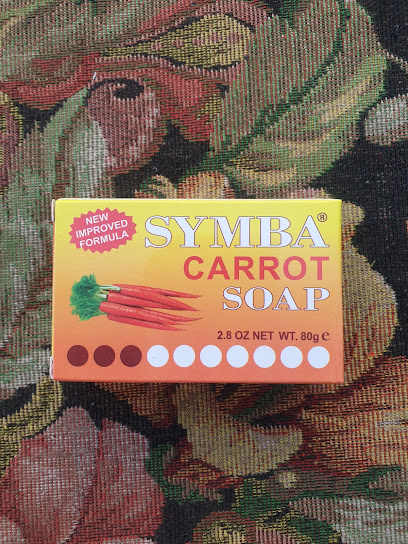 NEW
IMPROVED
FORMULA
SYMBA®
CARROT
SOAP
2.8 OZ NET WT. 80g ℮